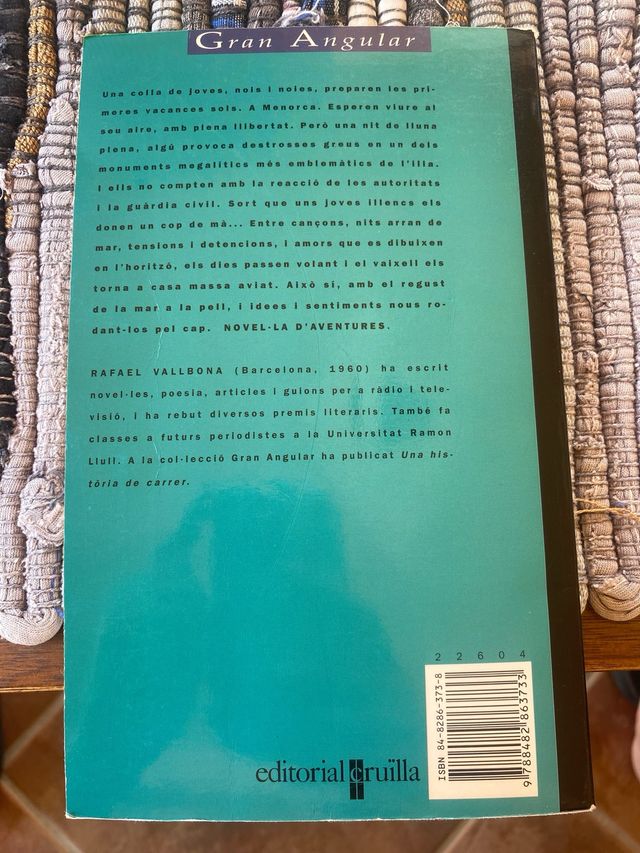 Gran Angular
Una colla de joves, nois i noies, preparen les pri-
meres vacances sols. A Menorca. Esperen viure al
seu aire, amb plena llibertat. Però una nit de lluna
plena, algú provoca destrosses greus en un dels
monuments megalítics més emblemàtics de l'illa.
I ells no compten amb la reacció de les autoritats
i la guàrdia civil. Sort que uns joves illencs els
donen un cop de mà... Entre cançons, nits arran de
mar, tensions i detencions, i amors que es dibuixen
en l'horitzó, els dies passen volant i el vaixell els
torna a casa massa aviat. Això sí, amb el regust
de la mar a la pell, i idees i sentiments nous ro-
dant-los pel cap. NOVEL·LA D'AVENTURES.
RAFAEL VALLBONA (Barcelona, 1960) ha escrit
novel·les, poesia, articles i guions per a ràdio i tele-
visió, i ha rebut diversos premis literaris. També fa
classes a futurs periodistes a la Universitat Ramon
Llull. A la col·lecció Gran Angular ha publicat Una his-
tòria de carrer.
22604
ISBN 84-8286-373-8
9788482863733
editorial cruïlla